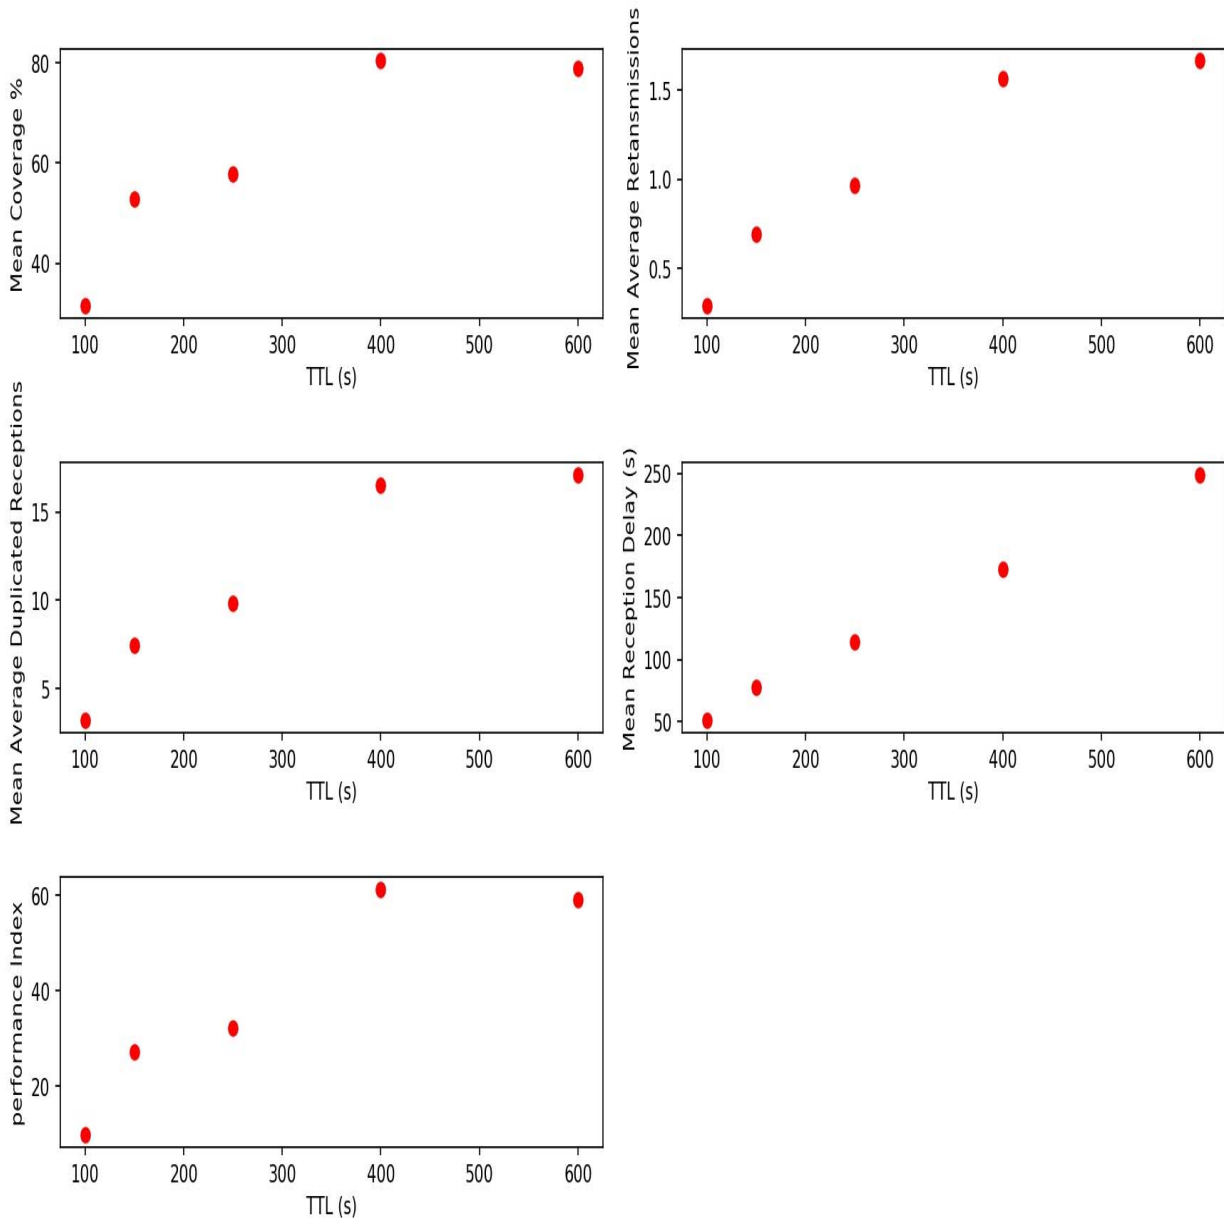 Mean Coverage %
80
60
40
100 200 300 400 500 600
TTL (s)
Mean Average Retansmissions
1.5
1.0
0.5
100 200 300 400 500 600
TTL (s)
Mean Average Duplicated Receptions
15
10
5
100 200 300 400 500 600
TTL (s)
Mean Reception Delay (s)
250
200
150
100
50
100 200 300 400 500 600
TTL (s)
performance Index
60
40
20
100 200 300 400 500 600
TTL (s)